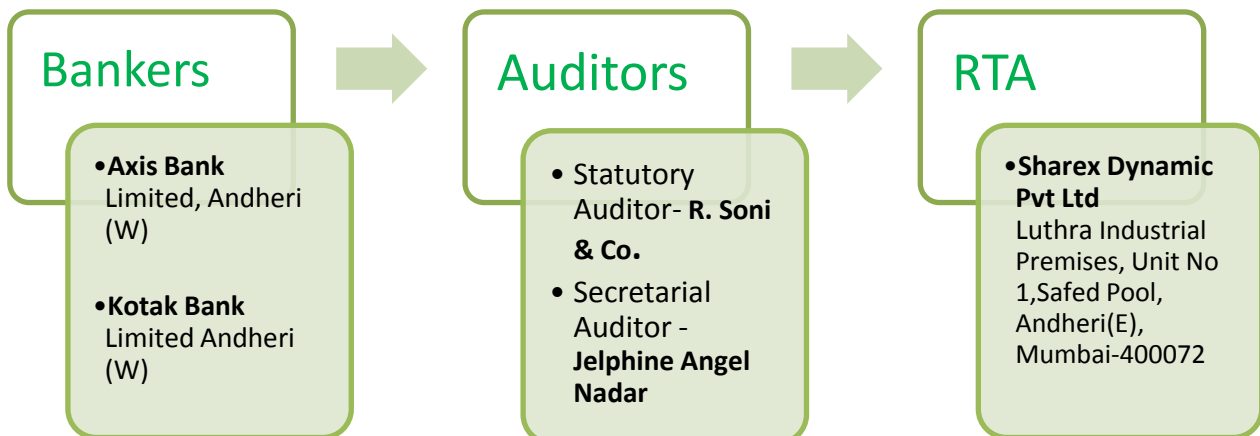 Bankers
•Axis Bank
Limited, Andheri
(W)
•Kotak Bank
Limited Andheri
(W)
Auditors
• Statutory
Auditor- R. Soni
& Co.
• Secretarial
Auditor -
Jelphine Angel
Nadar
RTA
•Sharex Dynamic
Pvt Ltd
Luthra Industrial
Premises, Unit No
1,Safed Pool,
Andheri(E),
Mumbai-400072